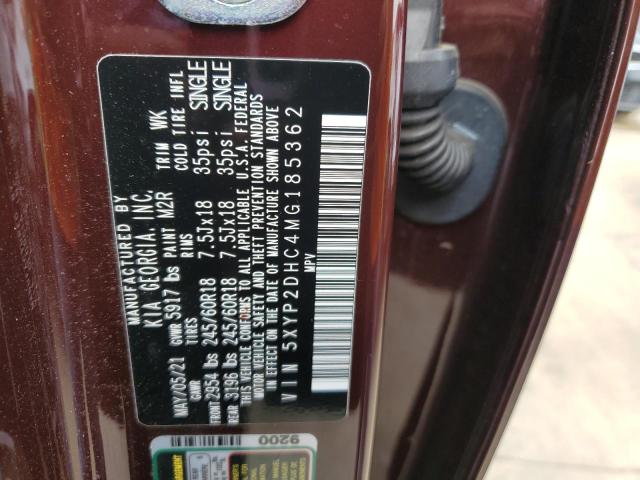 MANUFACTURED BY
KIA GEORGIA, INC.
MAY/05/21 GVWR 5917 lbs PAINT M2R TRIM WK
GAWR TIRES RIMS COLD TIRE INFL
FRONT 2954 lbs 245/60R18 7.5Jx18 35psi SINGLE
REAR 3196 lbs 245/60R18 7.5Jx18 35psi SINGLE
THIS VEHICLE CONFORMS TO ALL APPLICABLE U.S.A. FEDERAL
MOTOR VEHICLE SAFETY AND THEFT PREVENTION STANDARDS
IN EFFECT ON THE DATE OF MANUFACTURE SHOWN ABOVE
VIN 5XYP2DHC4MG185362
MPV
9200